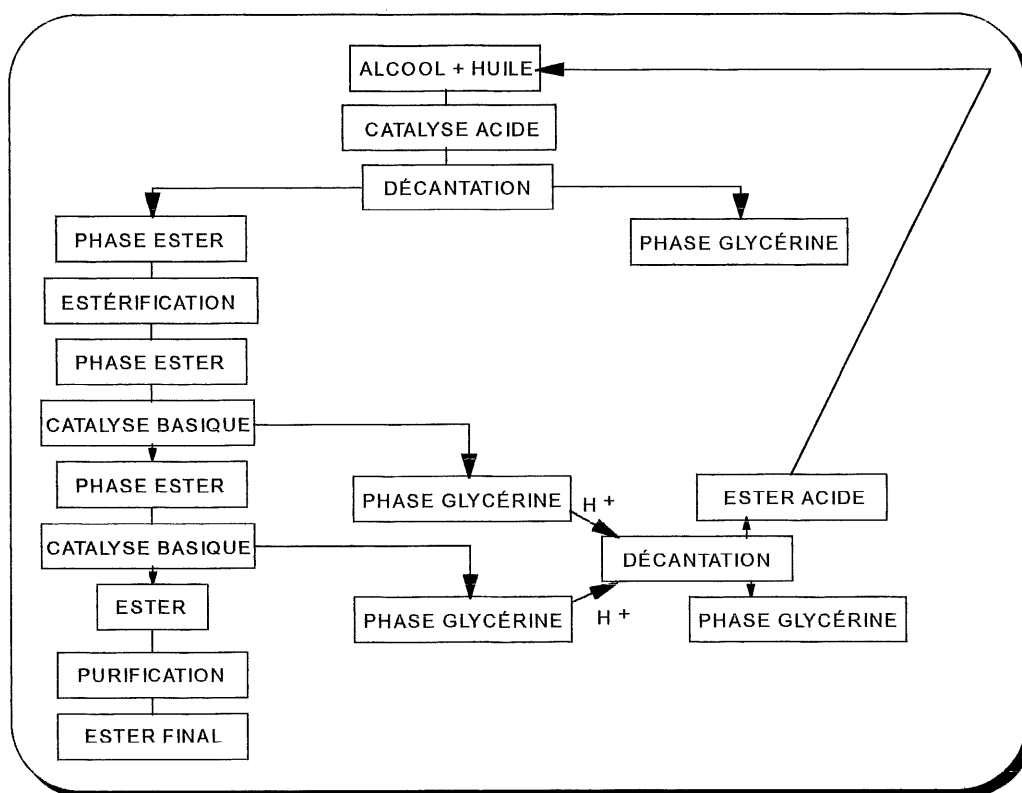 ALCOOL + HUILE
CATALYSE ACIDE
DÉCANTATION
PHASE ESTER
PHASE GLYCÉRINE
ESTÉRIFICATION
PHASE ESTER
CATALYSE BASIQUE
PHASE ESTER
PHASE GLYCÉRINE
H +
ESTER ACIDE
CATALYSE BASIQUE
DÉCANTATION
ESTER
PHASE GLYCÉRINE
H +
PHASE GLYCÉRINE
PURIFICATION
ESTER FINAL